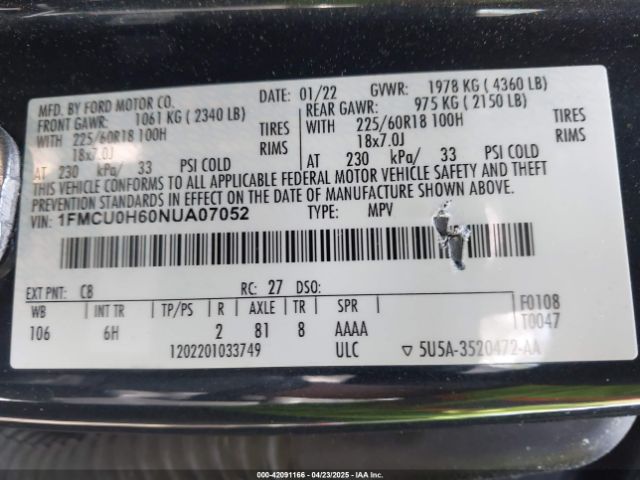 MFD. BY FORD MOTOR CO. DATE: 01/22 GVWR: 1978 KG ( 4360 LB)
FRONT GAWR: 1061 KG ( 2340 LB) REAR GAWR: 975 KG ( 2150 LB)
WITH 225/60R18 100H TIRES WITH 225/60R18 100H TIRES
18x7.0J RIMS 18x7.0J RIMS
AT 230 kPa/ 33 PSI COLD AT 230 kPa/ 33 PSI COLD
THIS VEHICLE CONFORMS TO ALL APPLICABLE FEDERAL MOTOR VEHICLE SAFETY AND THEFT
PREVENTION STANDARDS IN EFFECT ON THE DATE OF MANUFACTURE SHOWN ABOVE.
VIN: 1FMCU0H60NUA07052 TYPE: MPV
EXT PNT: C8 RC: 27 DSO: F0108
WB INT TR TP/PS R AXLE TR SPR T0047
106 6H 2 81 8 AAAA
1202201033749 ULC ▽ 5U5A-3520472-AA
000-42091166 - 04/23/2025 - IAA Inc.